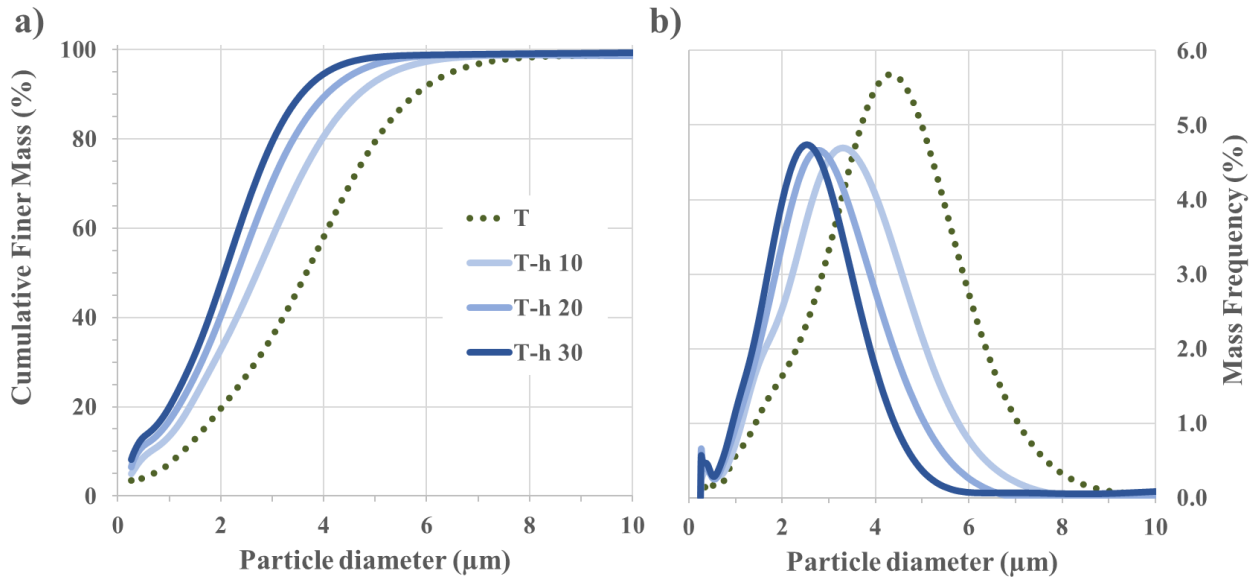 a)
Cumulative Finer Mass (%)
100
80
60
40
20
0
0 2 4 6 8 10
Particle diameter (µm)
T
T-h 10
T-h 20
T-h 30
b)
6.0
5.0
4.0
3.0
2.0
1.0
0.0
Mass Frequency (%)
0 2 4 6 8 10
Particle diameter (µm)